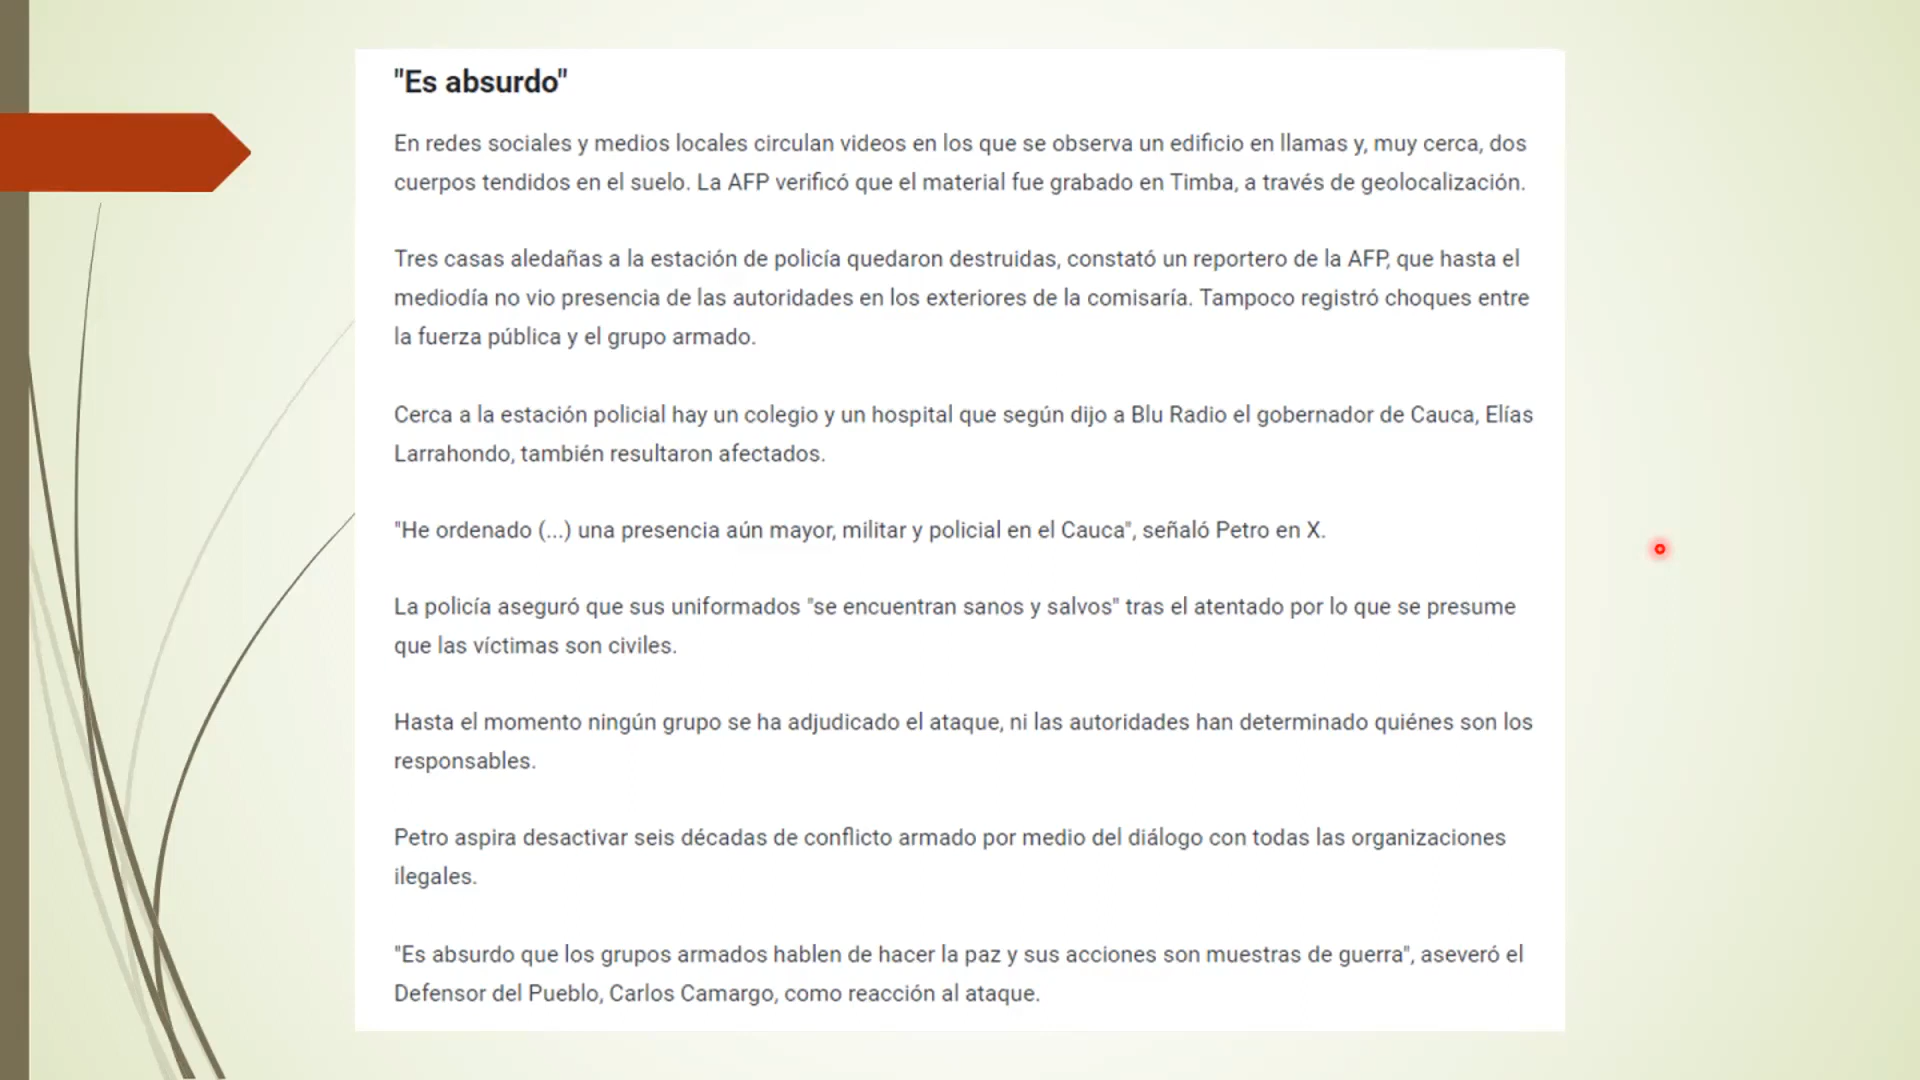 "Es absurdo"
En redes sociales y medios locales circulan videos en los que se observa un edificio en llamas y, muy cerca, dos
cuerpos tendidos en el suelo. La AFP verificó que el material fue grabado en Timba, a través de geolocalización.
Tres casas aledañas a la estación de policía quedaron destruidas, constató un reportero de la AFP, que hasta el
mediodía no vio presencia de las autoridades en los exteriores de la comisaría. Tampoco registró choques entre
la fuerza pública y el grupo armado.
Cerca a la estación policial hay un colegio y un hospital que según dijo a Blu Radio el gobernador de Cauca, Elías
Larrahondo, también resultaron afectados.
"He ordenado (...) una presencia aún mayor, militar y policial en el Cauca", señaló Petro en X.
La policía aseguró que sus uniformados "se encuentran sanos y salvos" tras el atentado por lo que se presume
que las víctimas son civiles.
Hasta el momento ningún grupo se ha adjudicado el ataque, ni las autoridades han determinado quiénes son los
responsables.
Petro aspira desactivar seis décadas de conflicto armado por medio del diálogo con todas las organizaciones
ilegales.
"Es absurdo que los grupos armados hablen de hacer la paz y sus acciones son muestras de guerra", aseveró el
Defensor del Pueblo, Carlos Camargo, como reacción al ataque.